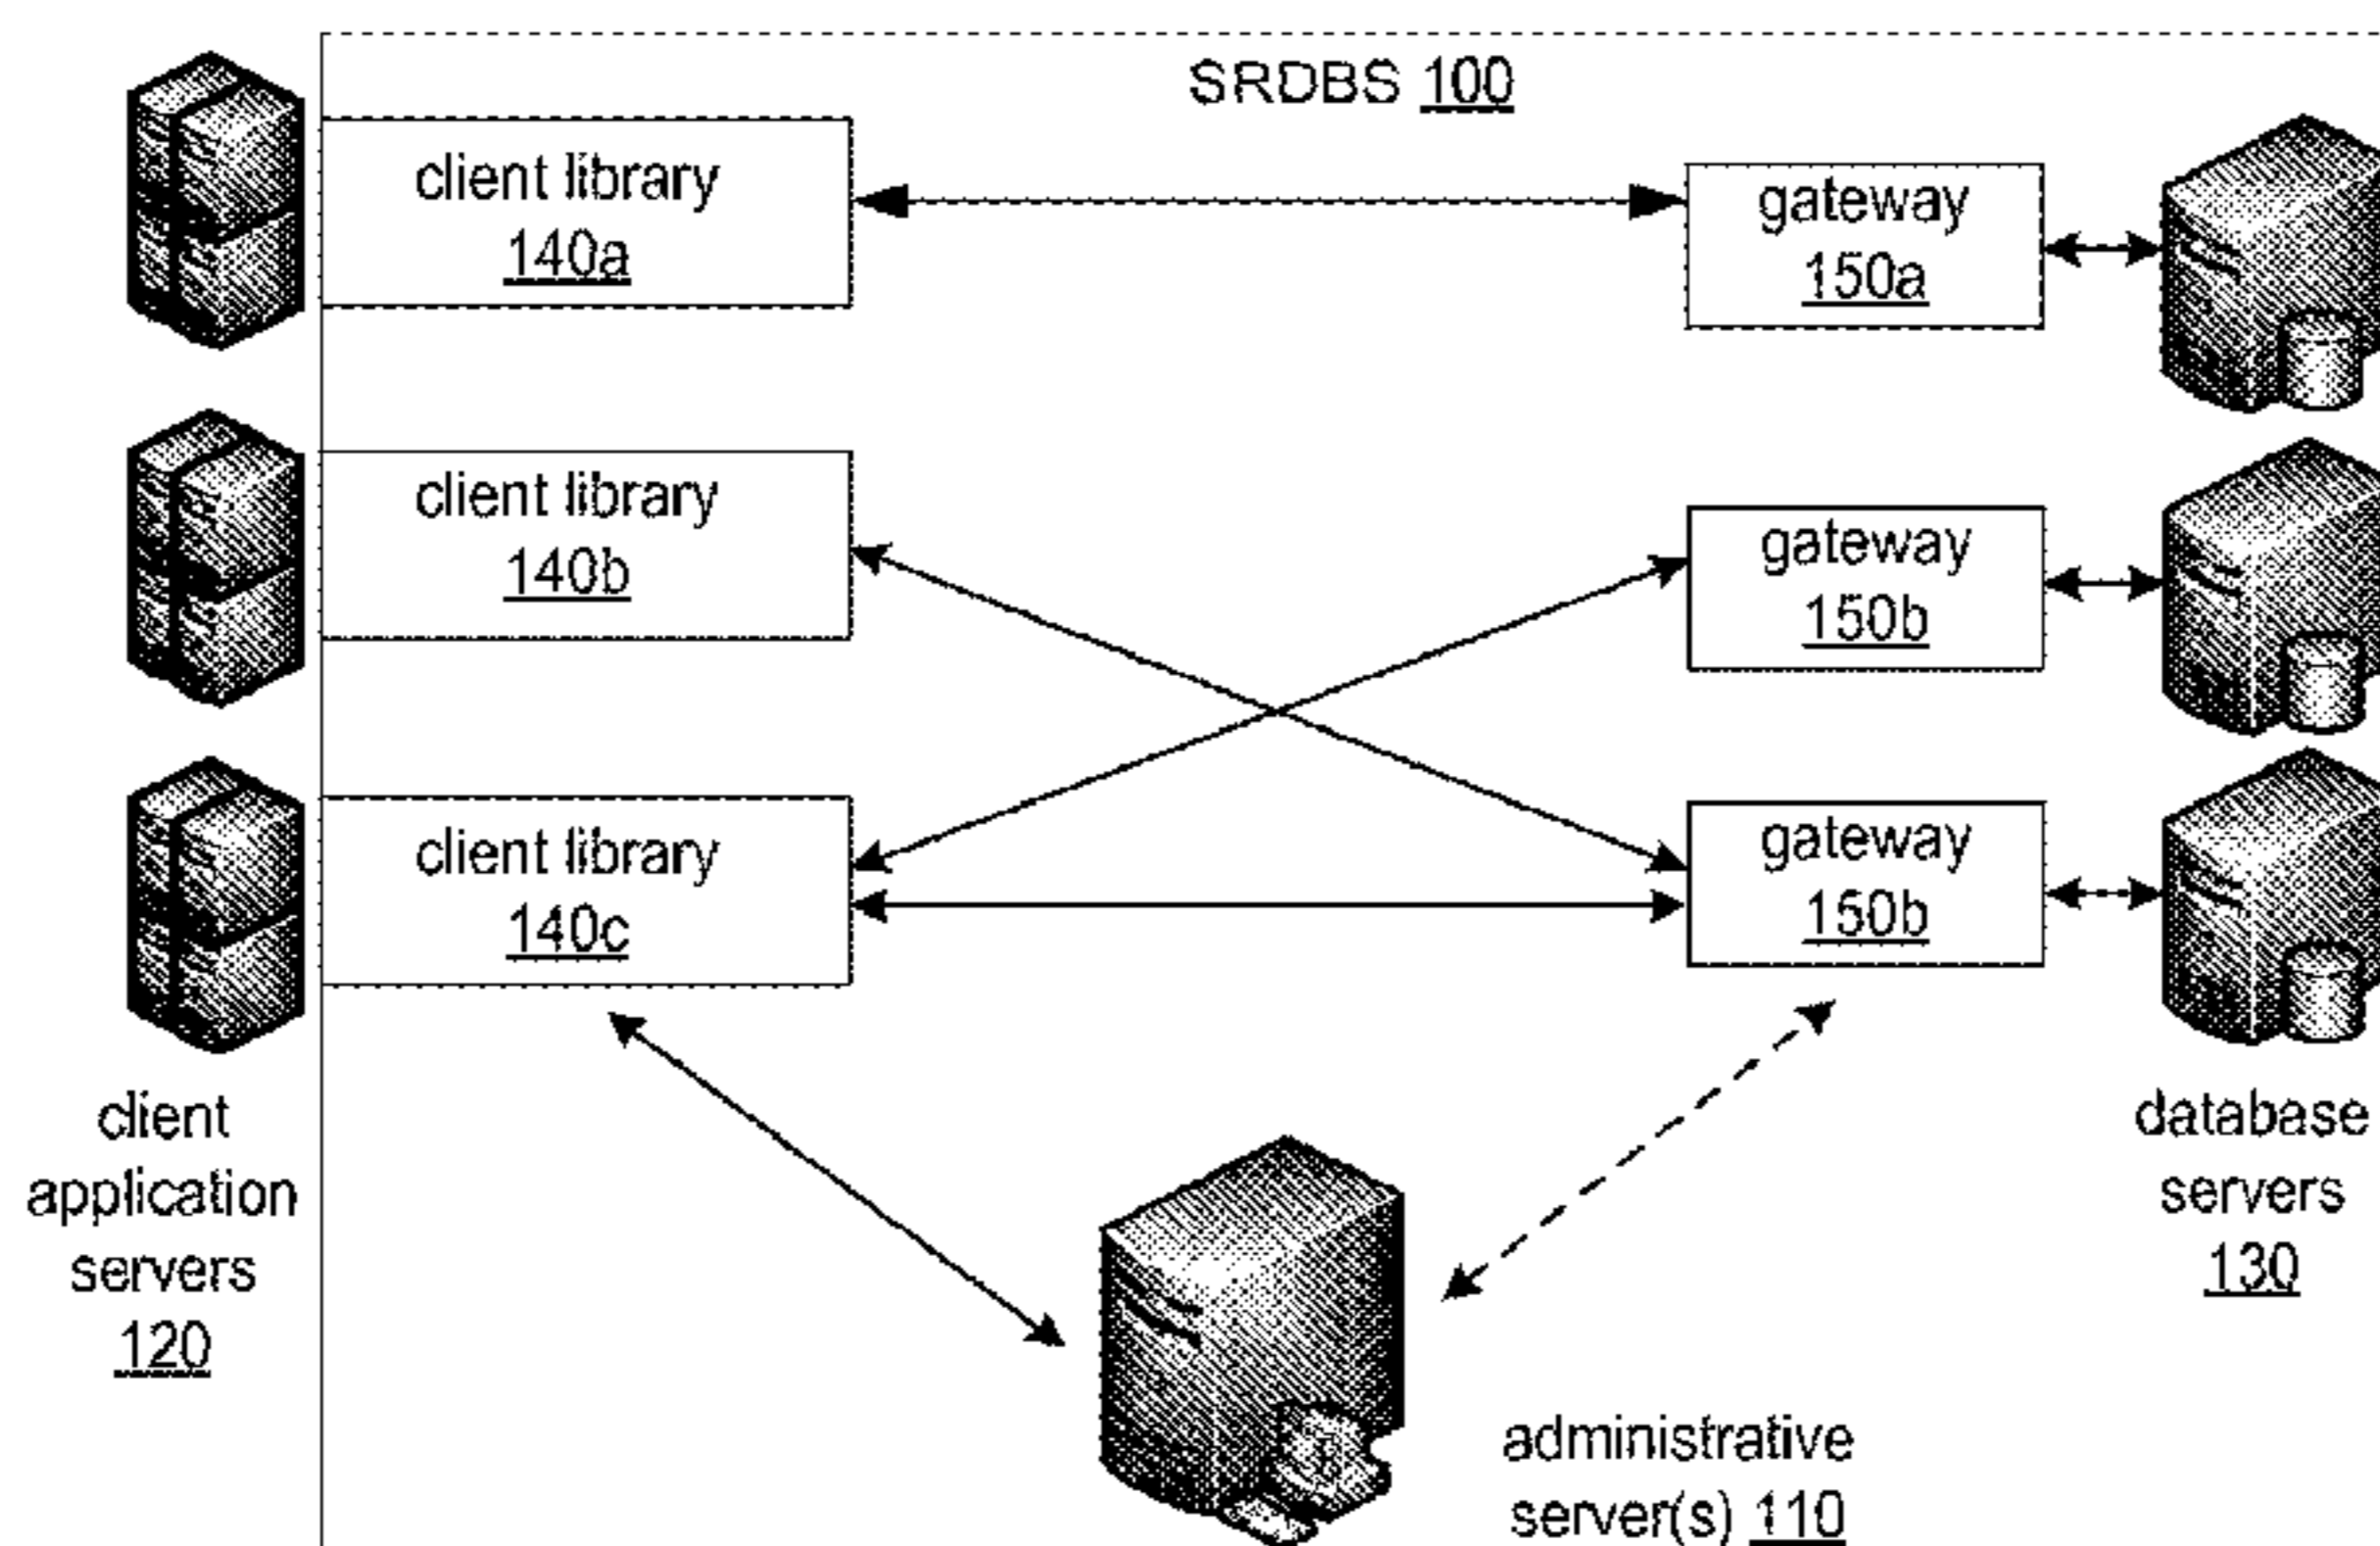 SRDBS 100
client library
140a
gateway
150a
client library
140b
gateway
150b
client library
140c
gateway
150b
client
application
servers
120
database
servers
130
administrative
server(s) 110